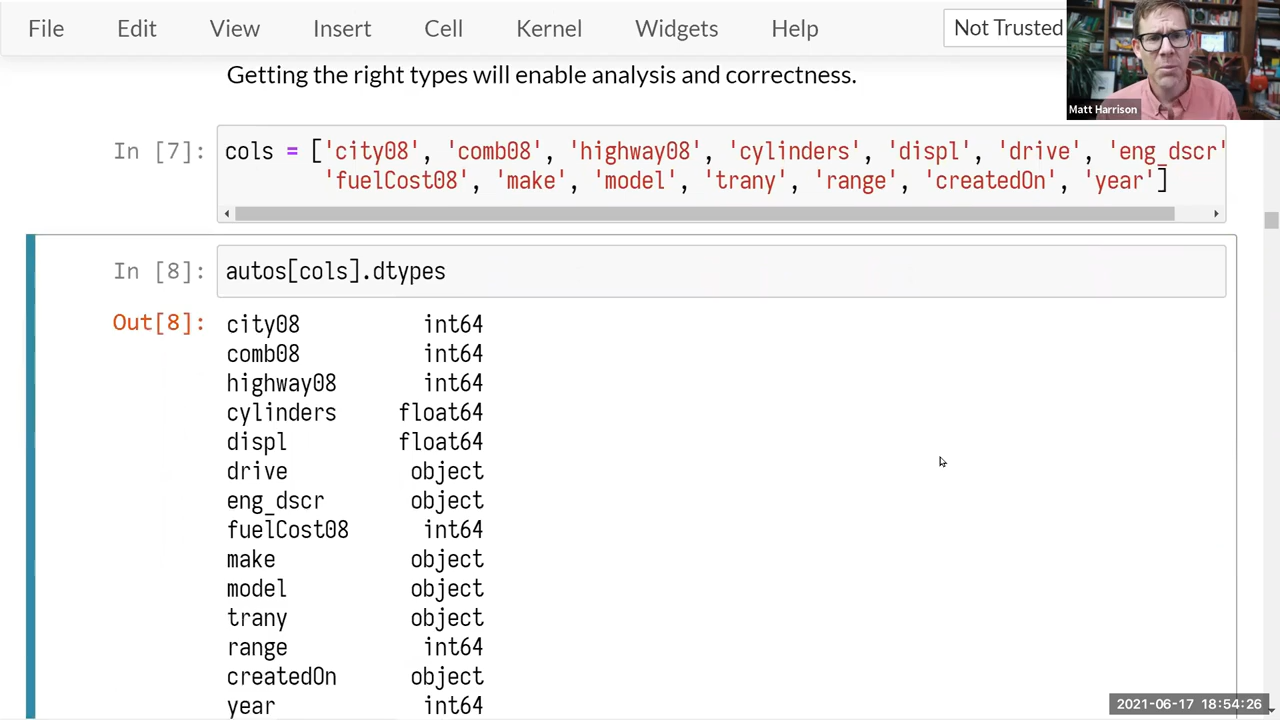 File Edit View Insert Cell Kernel Widgets Help Not Trusted
Matt Harrison
Getting the right types will enable analysis and correctness.
In [7]: cols = ['city08', 'comb08', 'highway08', 'cylinders', 'displ', 'drive', 'eng_dscr'
'fuelCost08', 'make', 'model', 'trany', 'range', 'createdOn', 'year']
In [8]: autos[cols].dtypes
Out[8]: city08 int64
comb08 int64
highway08 int64
cylinders float64
displ float64
drive object
eng_dscr object
fuelCost08 int64
make object
model object
trany object
range int64
createdOn object
year int64
2021-06-17 18:54:26